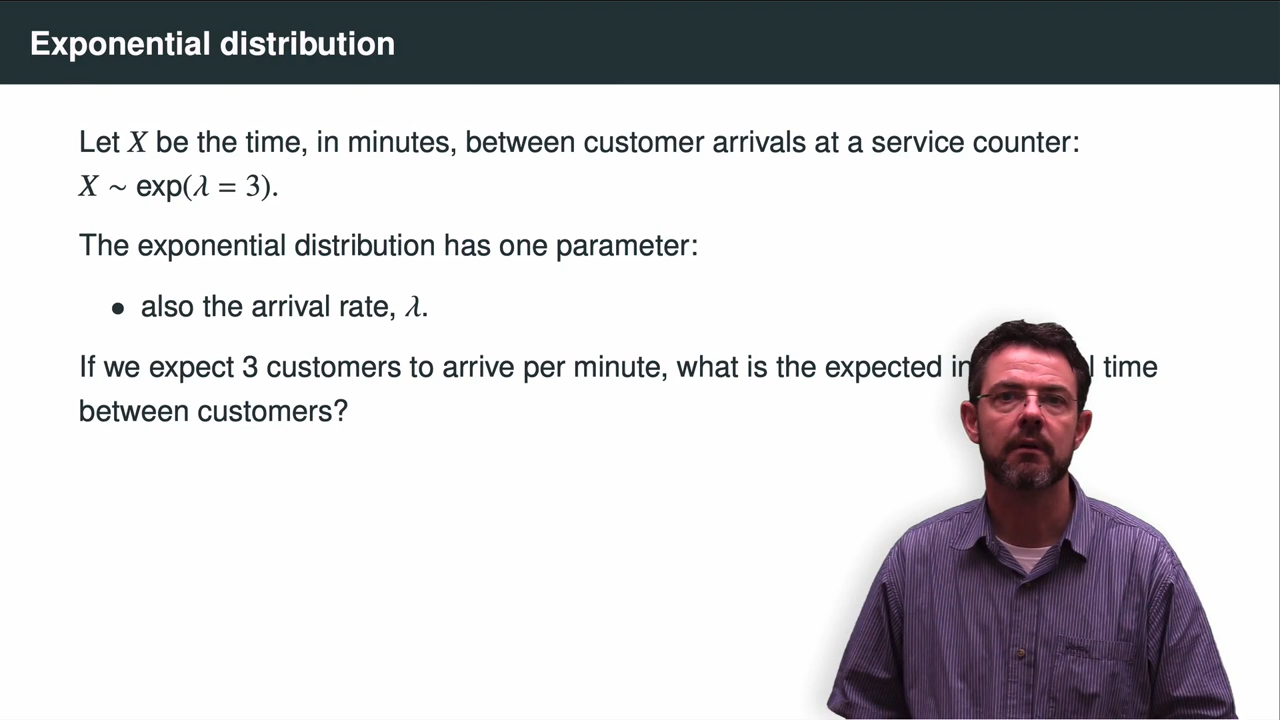 Exponential distribution
Let X be the time, in minutes, between customer arrivals at a service counter:
X ~ exp(λ = 3).
The exponential distribution has one parameter:
• also the arrival rate, λ.
If we expect 3 customers to arrive per minute, what is the expected time
between customers?